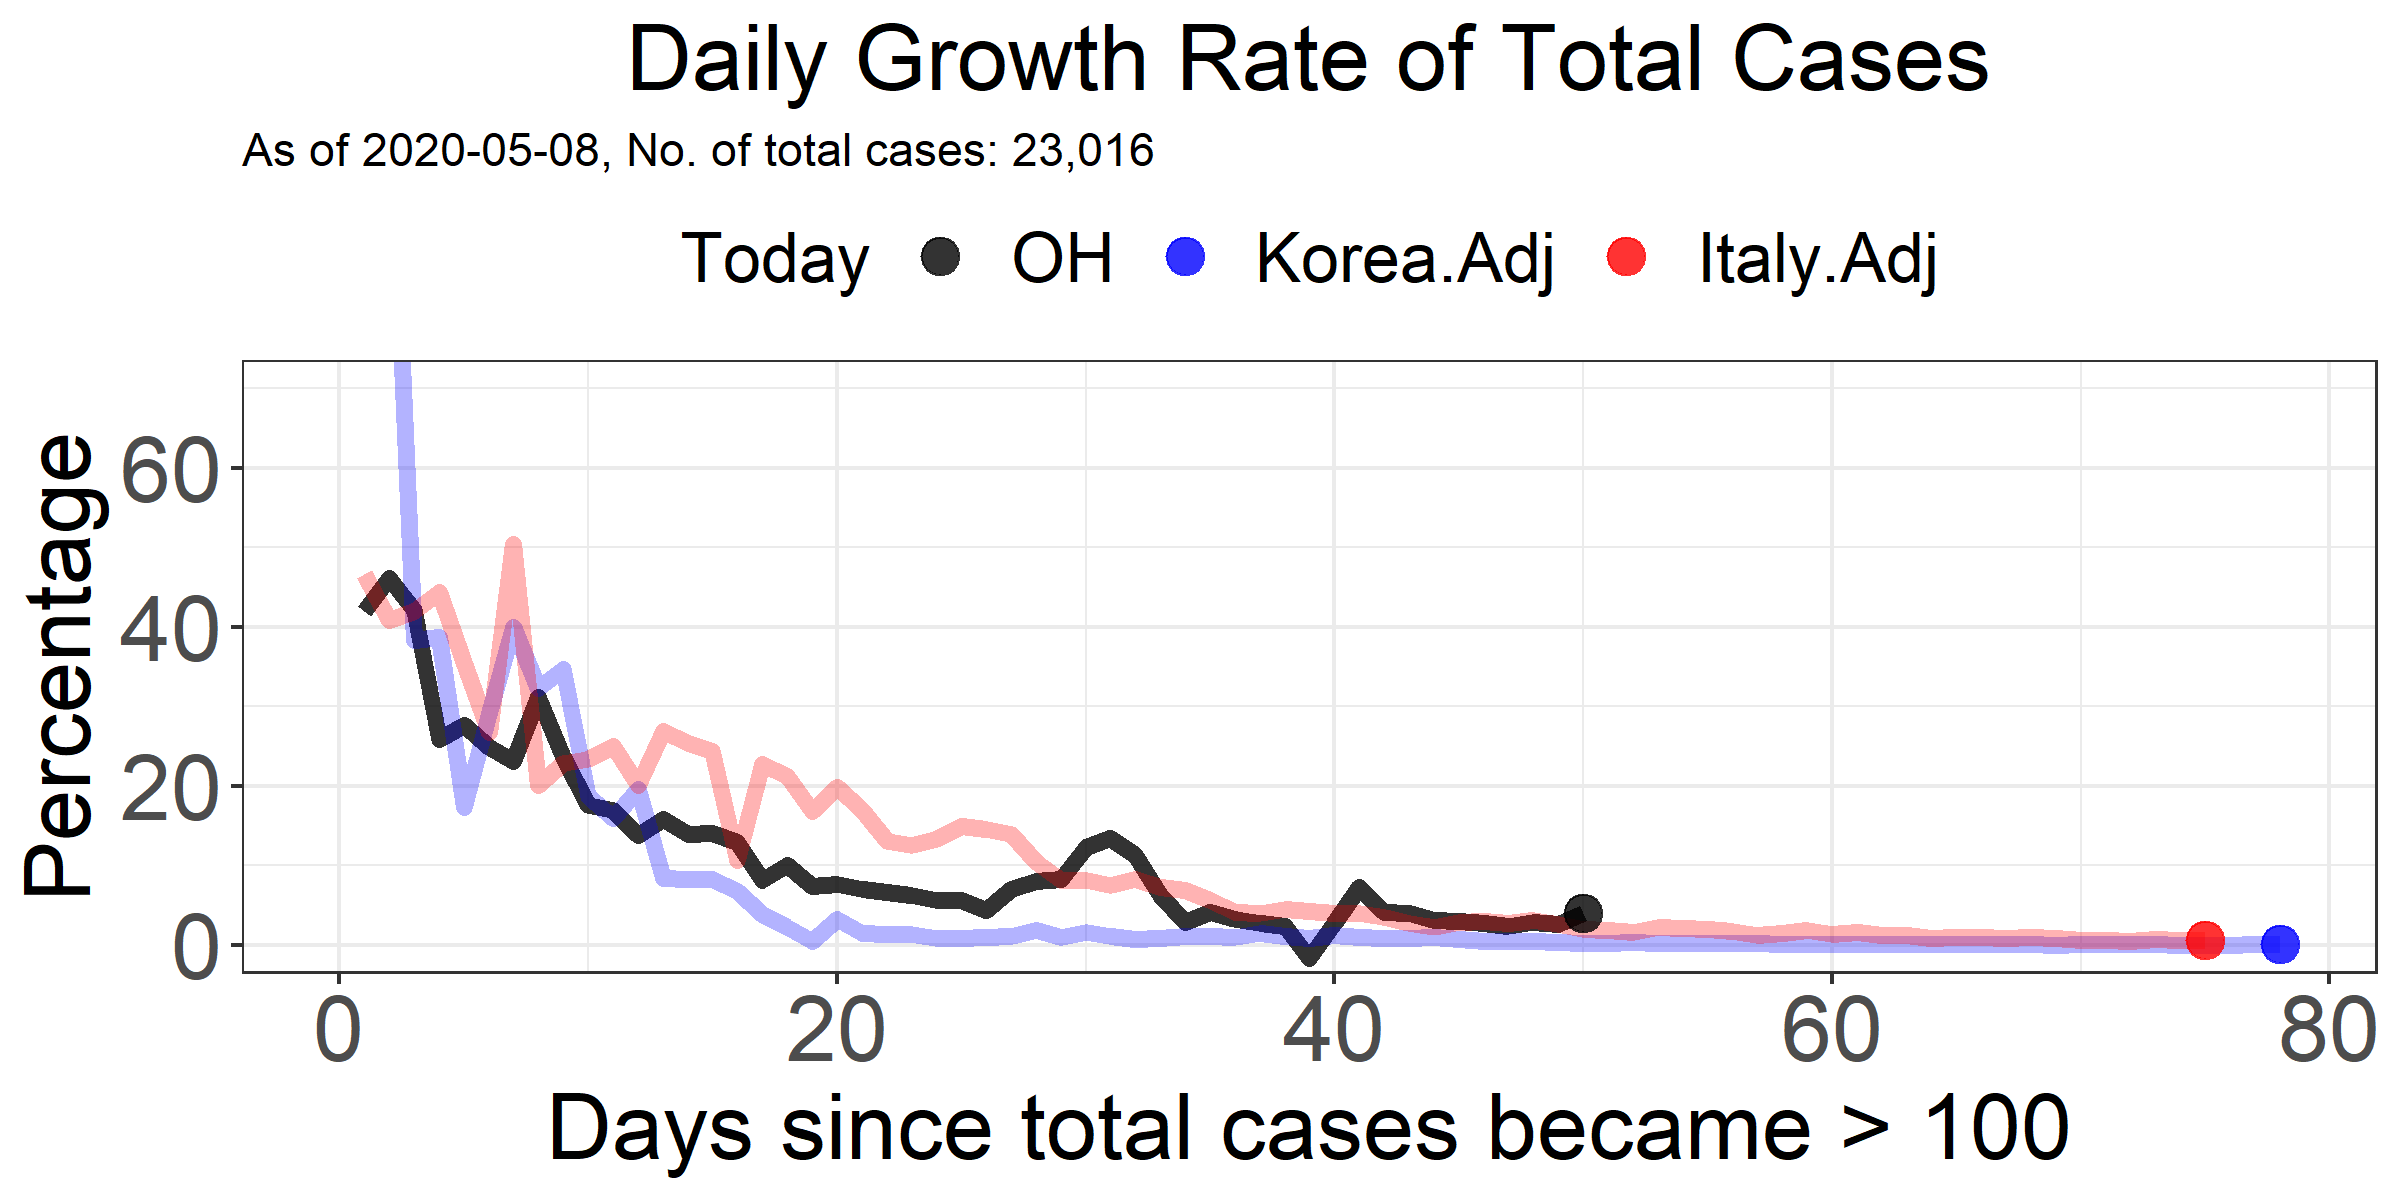 Daily Growth Rate of Total Cases
As of 2020-05-08, No. of total cases: 23,016
Today OH Korea.Adj Italy.Adj
Percentage
60
40
20
0
0 20 40 60 80
Days since total cases became > 100